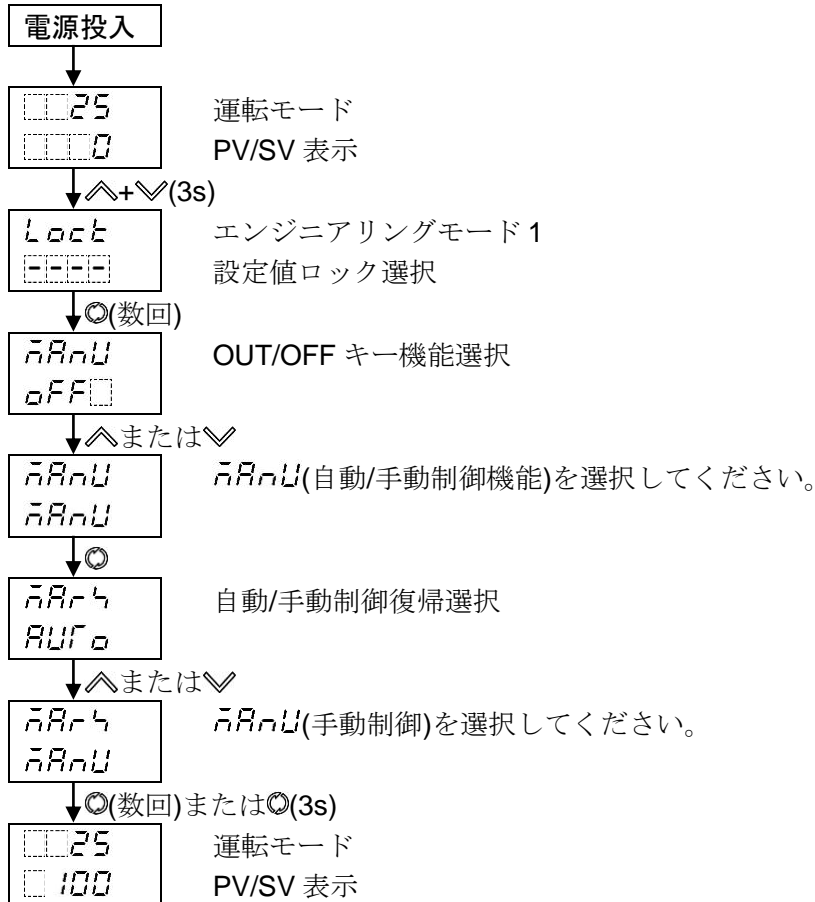 電源投入
25 運転モード
0 PV/SV 表示
+ (3s)
Lock エンジニアリングモード 1
---- 設定値ロック選択
(数回)
MANU OUT/OFF キー機能選択
oFF
または
MANU MANU(自動/手動制御機能)を選択してください。
MANU
MAr4 自動/手動制御復帰選択
AUTo
または
MAr4 MANU(手動制御)を選択してください。
MANU
(数回)または(3s)
25 運転モード
100 PV/SV 表示